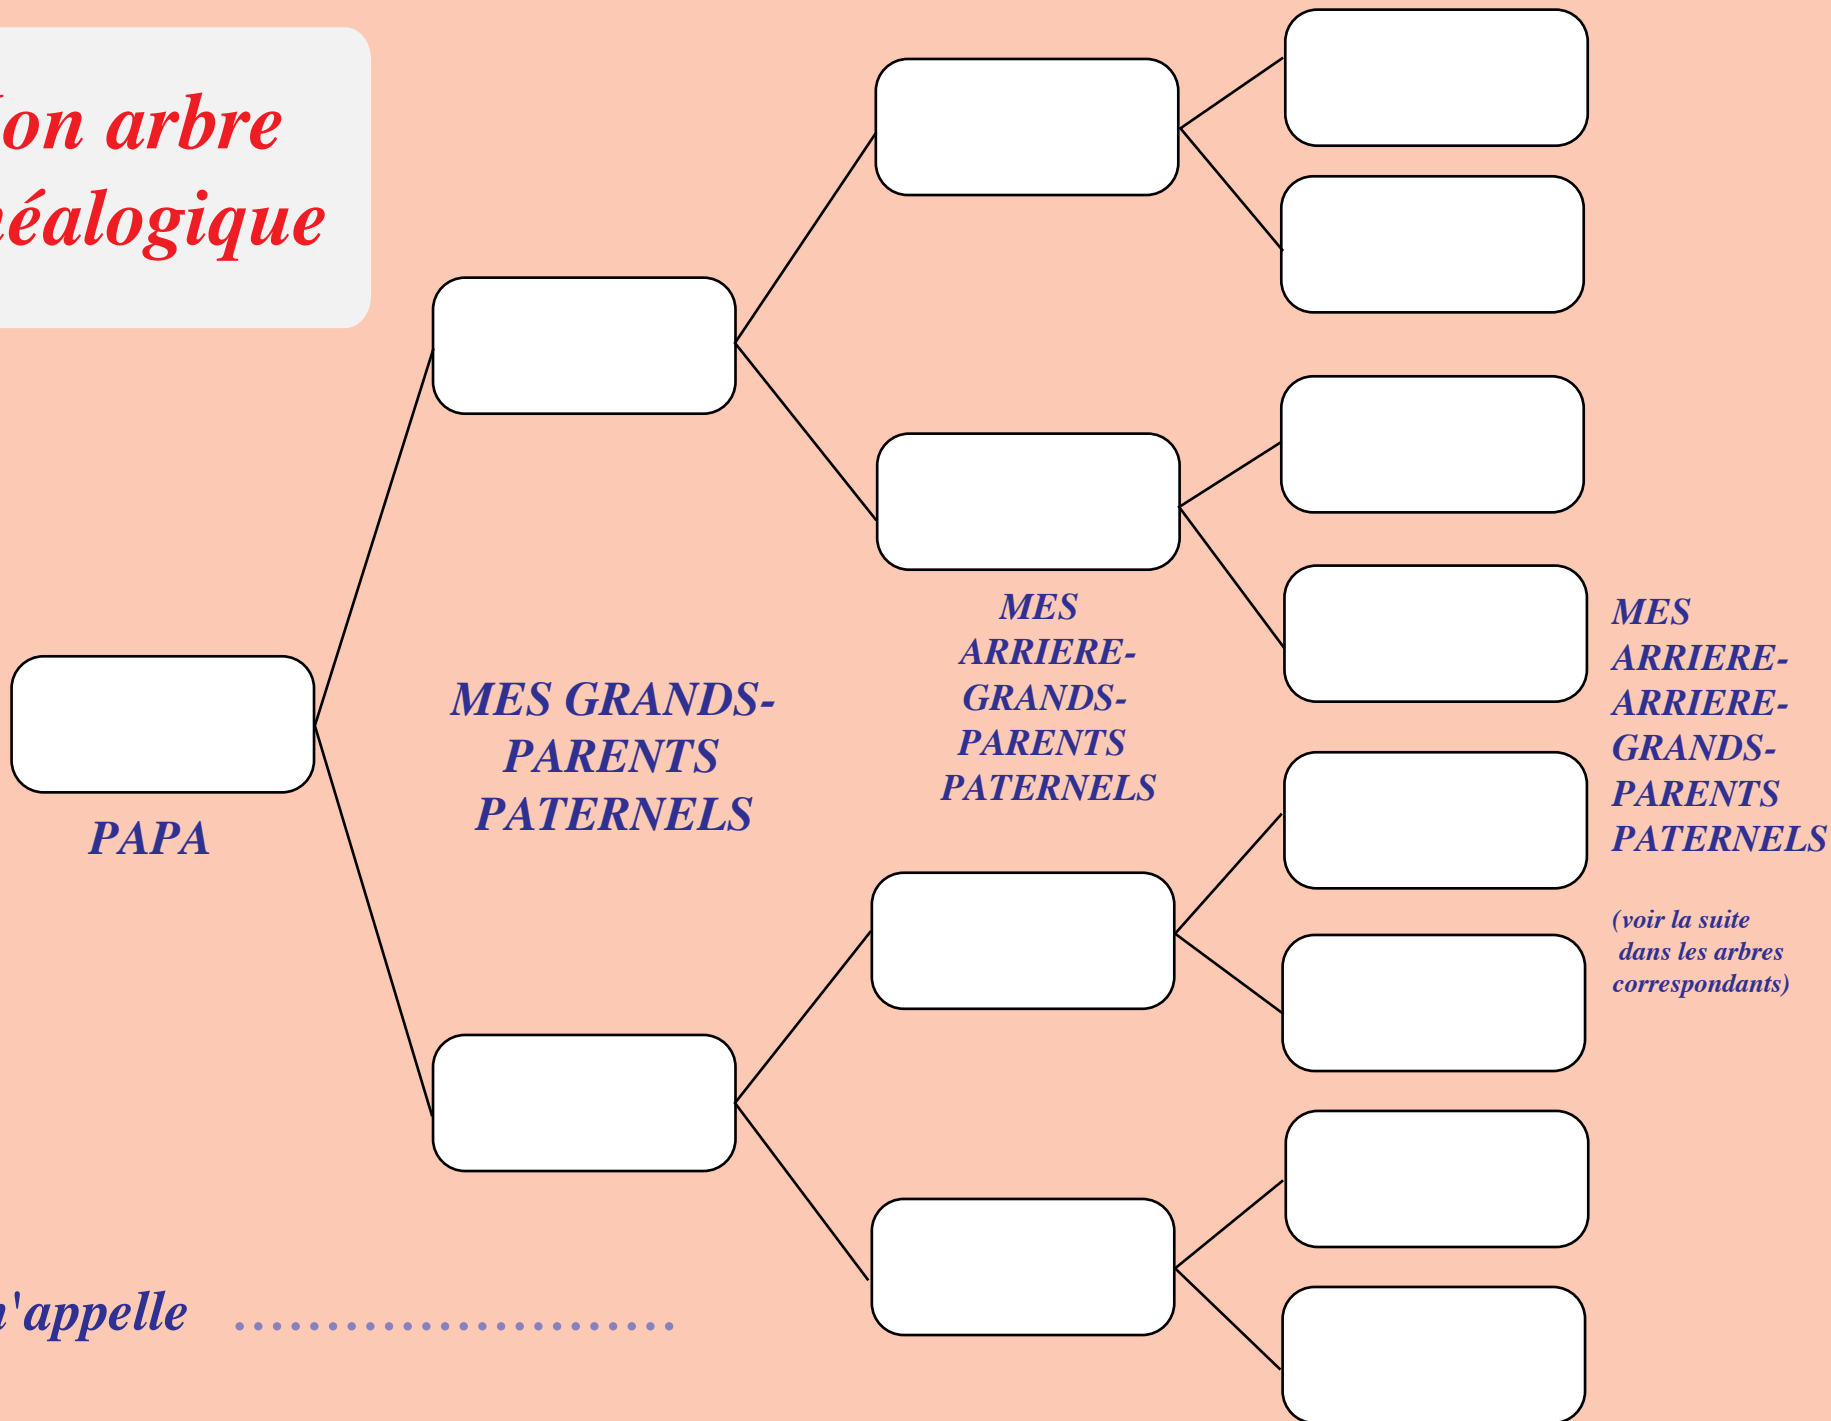 on arbre
éalogique
PAPA
MES GRANDS-
PARENTS
PATERNELS
MES
ARRIERE-
GRANDS-
PARENTS
PATERNELS
MES
ARRIERE-
ARRIERE-
GRANDS-
PARENTS
PATERNELS
(voir la suite
dans les arbres
correspondants)
'appelle .......................